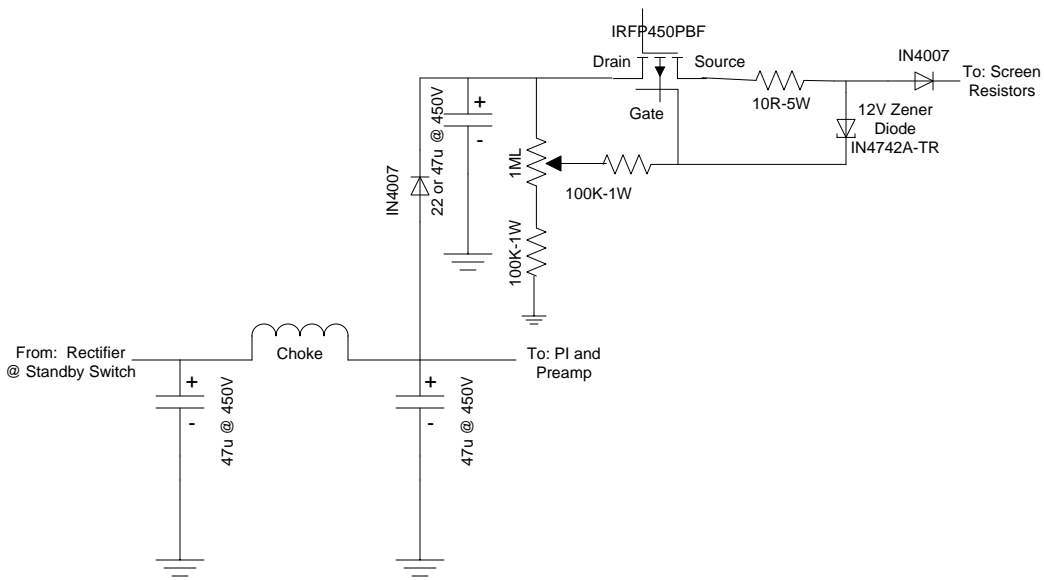 IRFP450PBF
Drain
Source
Gate
IN4007
To: Screen
Resistors
10R-5W
12V Zener
Diode
IN4742A-TR
+
-
22 or 47u @ 450V
IN4007
1ML
100K-1W
100K-1W
From: Rectifier
@ Standby Switch
Choke
To: PI and
Preamp
+
-
47u @ 450V
+
-
47u @ 450V